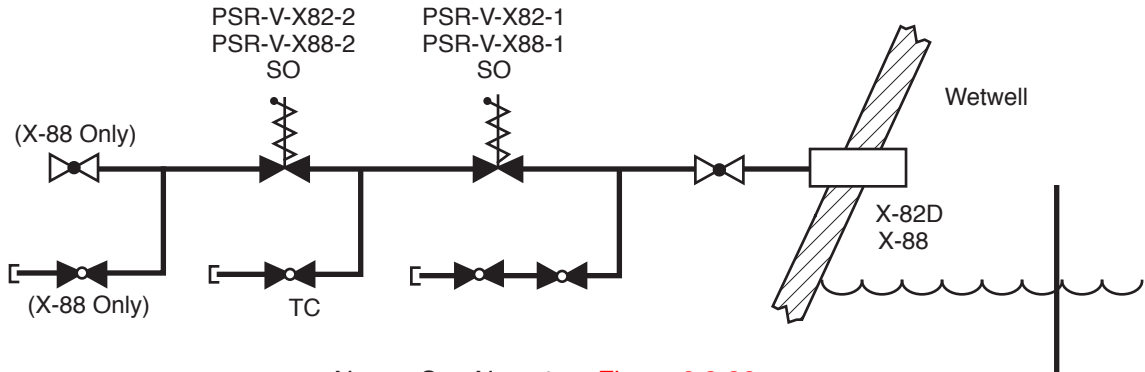 PSR-V-X82-2
PSR-V-X88-2
SO
PSR-V-X82-1
PSR-V-X88-1
SO
Wetwell
(X-88 Only)
X-82D
X-88
(X-88 Only)
TC